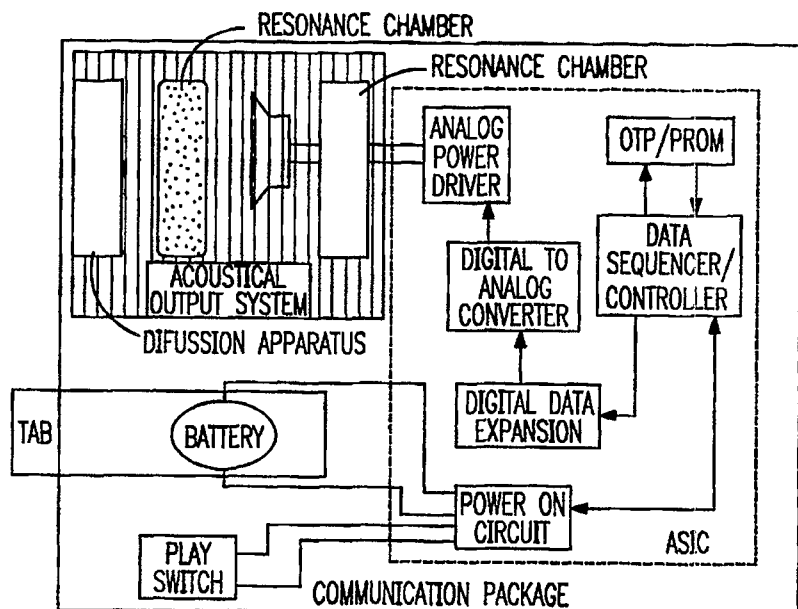 RESONANCE CHAMBER
RESONANCE CHAMBER
ANALOG
POWER
DRIVER
OTP/PROM
DATA
SEQUENCER/
CONTROLLER
ACOUSTICAL
OUTPUT SYSTEM
DIGITAL TO
ANALOG
CONVERTER
DIFUSSION APPARATUS
TAB
BATTERY
DIGITAL DATA
EXPANSION
POWER ON
CIRCUIT
ASIC
PLAY
SWITCH
COMMUNICATION PACKAGE